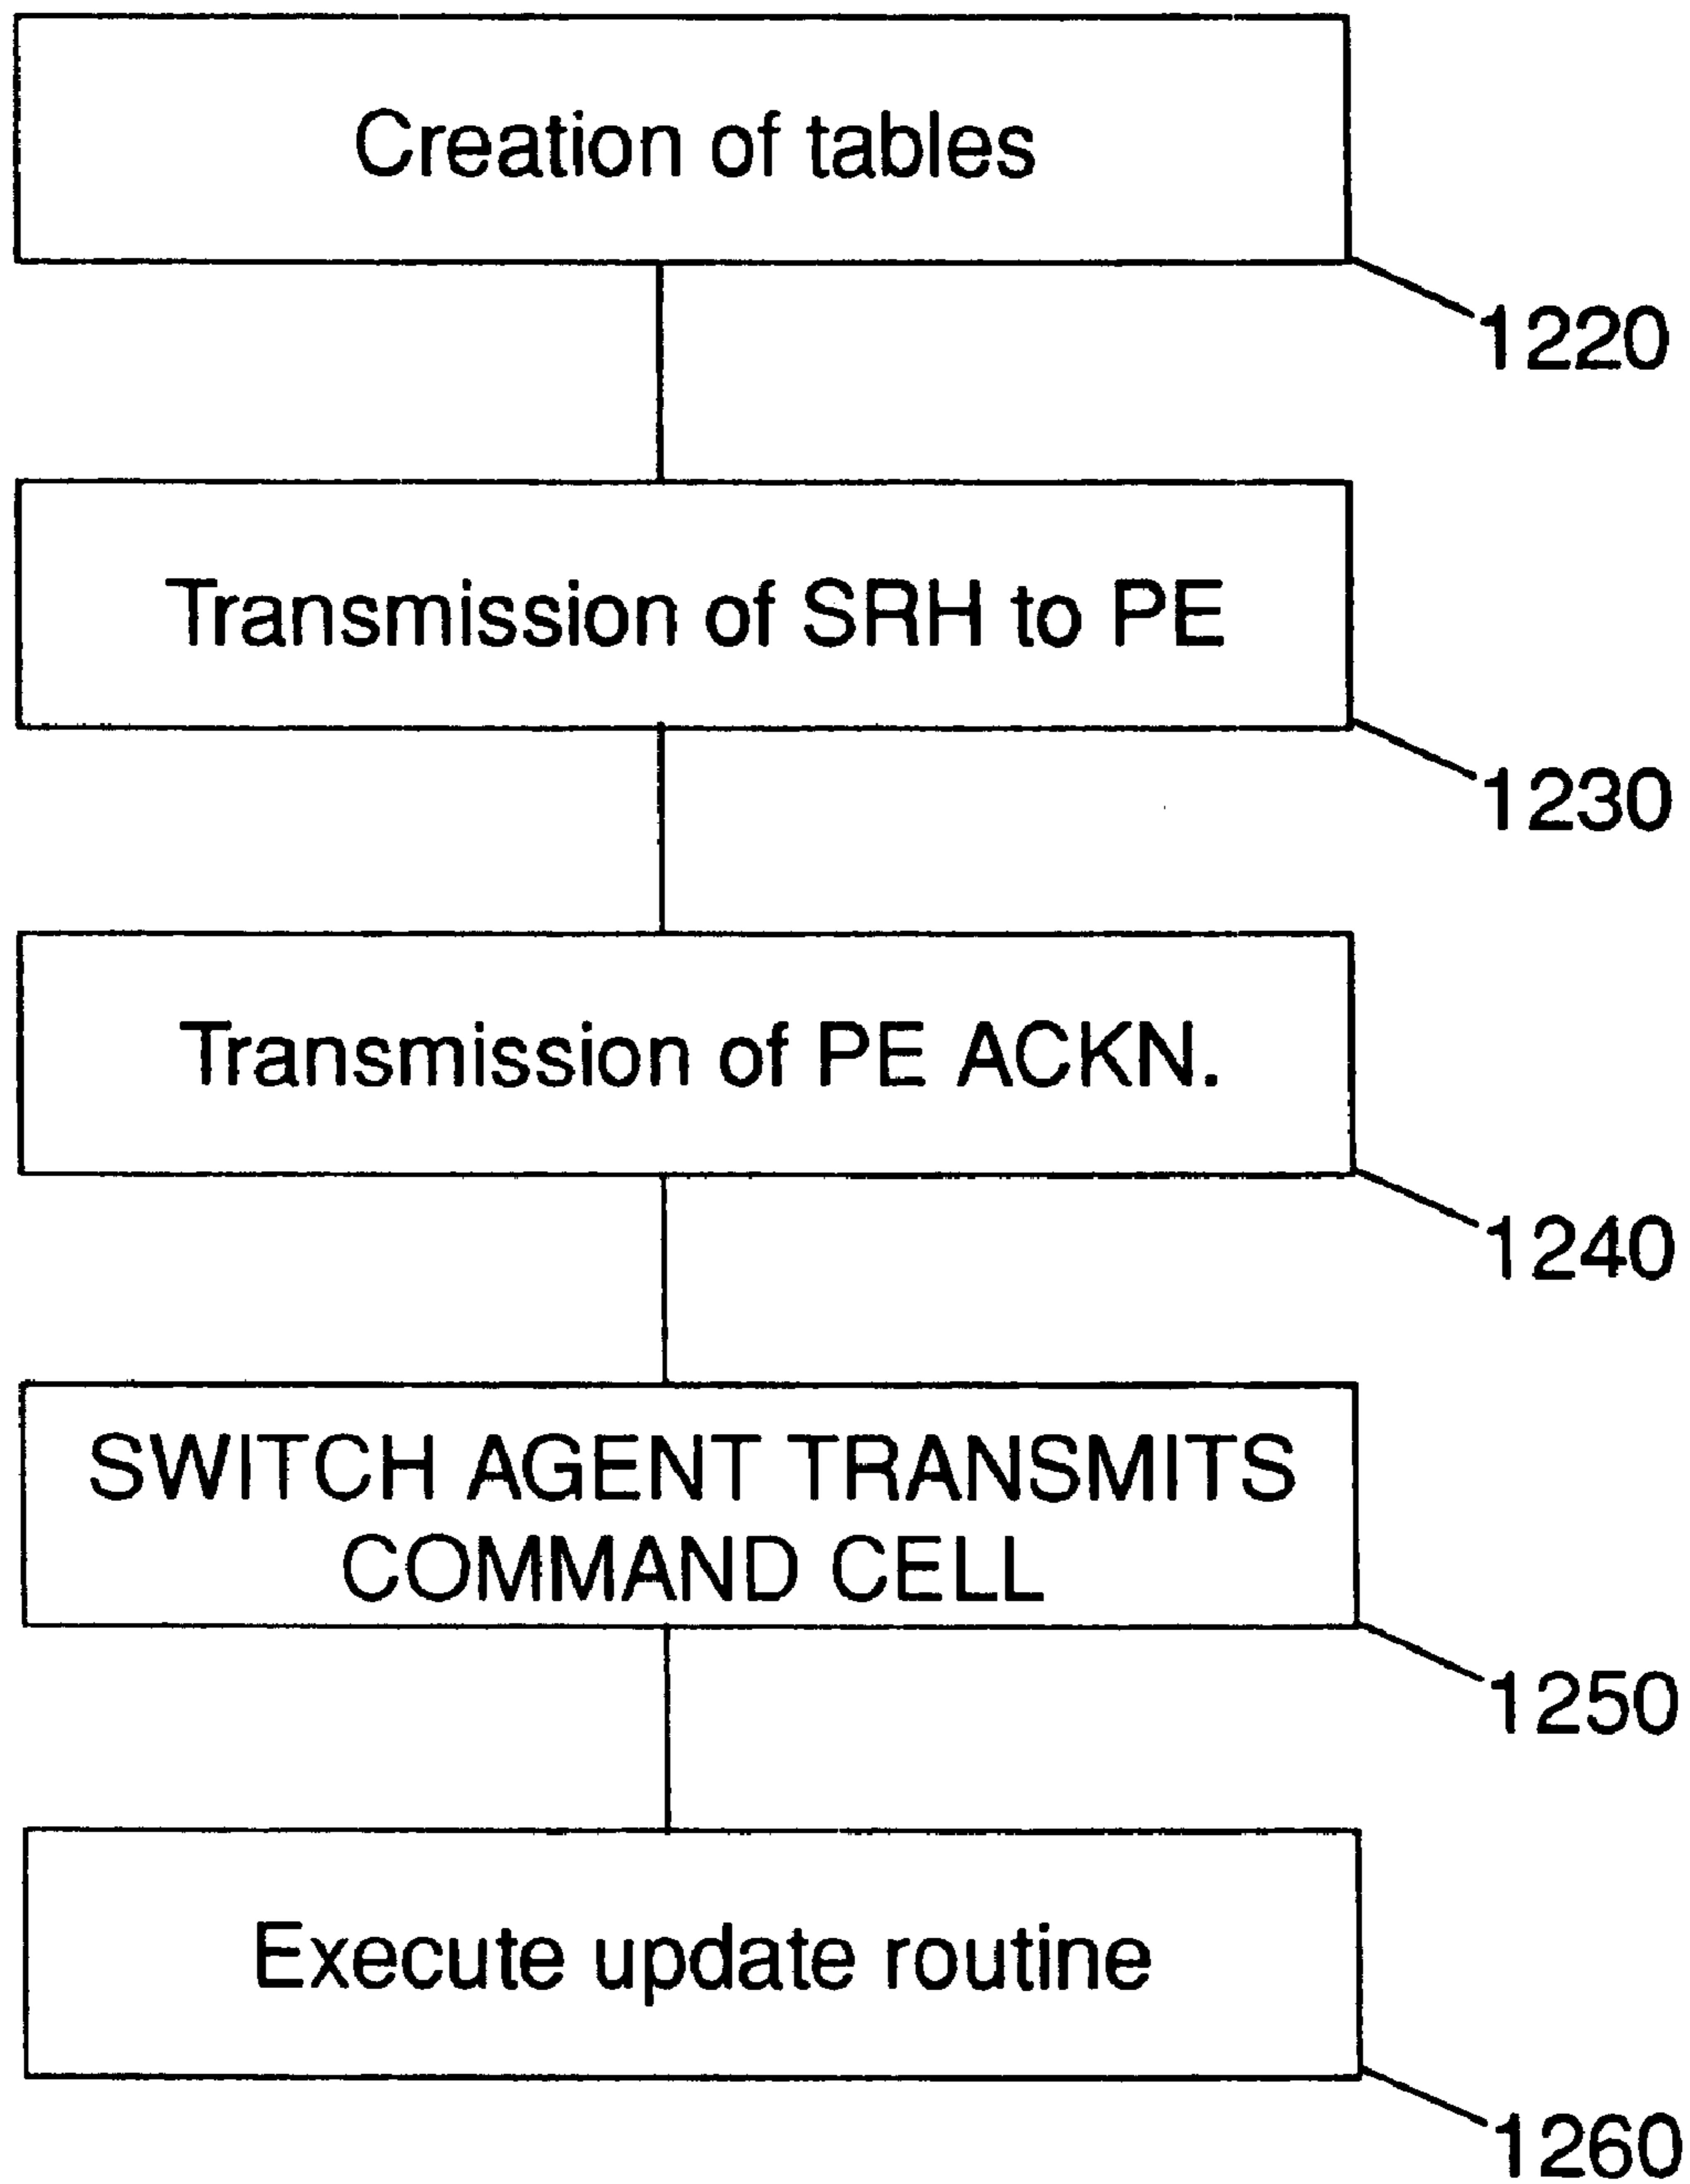 Creation of tables
1220
Transmission of SRH to PE
1230
Transmission of PE ACKN.
1240
SWITCH AGENT TRANSMITS
COMMAND CELL
1250
Execute update routine
1260